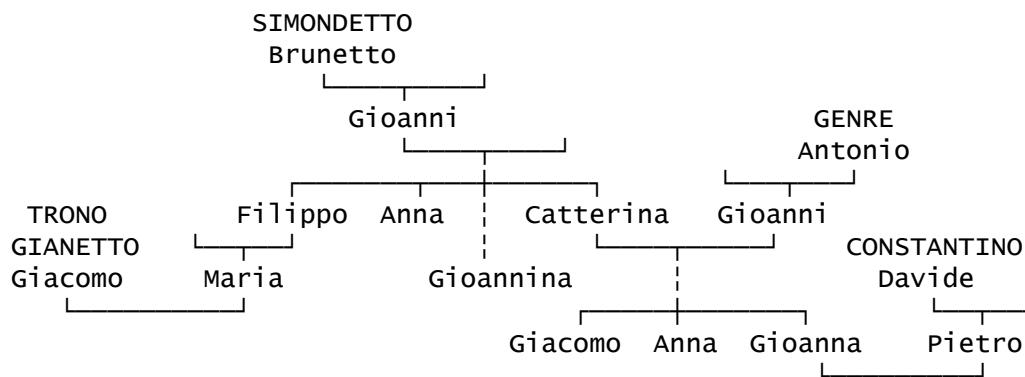 SIMONDETTO
Brunetto
Gioanni GENRE
Antonio
TRONO Filippo Anna Catterina Gioanni
GIANETTO CONSTANTINO
Giacomo Maria Gioannina Davide
Giacomo Anna Gioanna Pietro